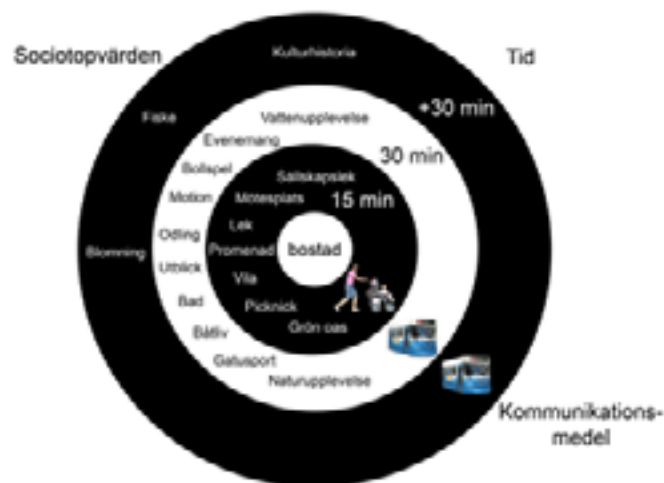 Sociotopvärden
Tid
Kulturhistoria
+30 min
Fiske
Vattenupplevelse
Evenemang
30 min
Bollspel
Sällskapslek
Motion
Mötesplats
15 min
Lek
Odling
Blomning
Promenad
bostad
Utblick
Vila
Bad
Picknick
Båtliv
Grön oas
Gatusport
Naturupplevelse
Kommunikations-
medel